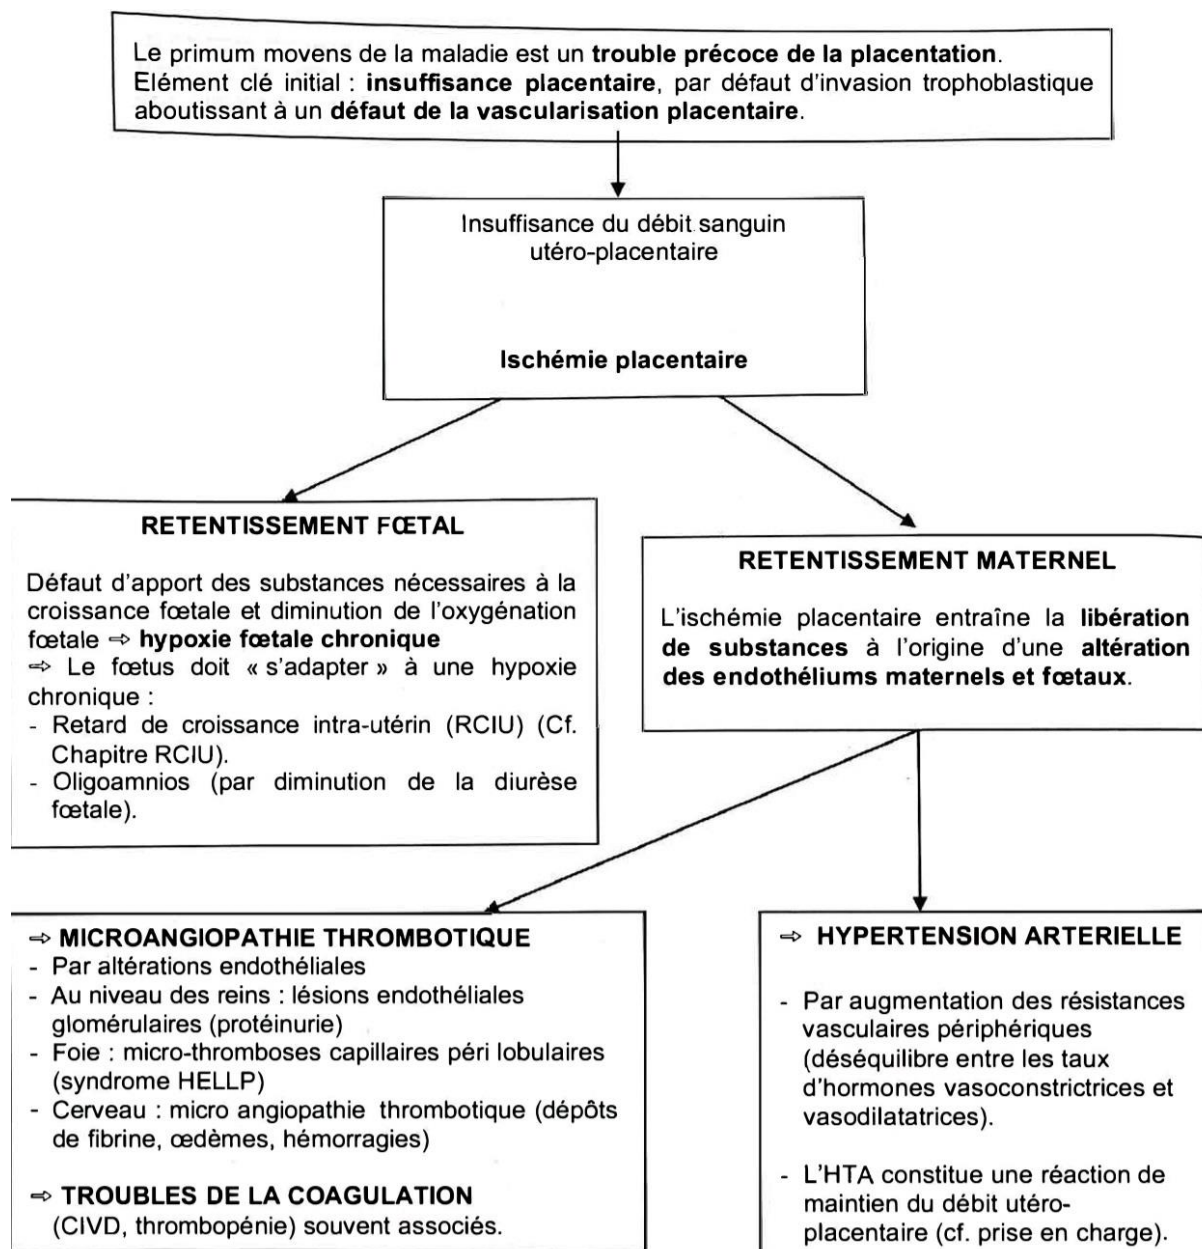 Le primum movens de la maladie est un trouble précoce de la placentation.
Elément clé initial : insuffisance placentaire, par défaut d'invasion trophoblastique
aboutissant à un défaut de la vascularisation placentaire.
Insuffisance du débit sanguin
utéro-placentaire
Ischémie placentaire
RETENTISSEMENT FŒTAL
Défaut d'apport des substances nécessaires à la
croissance fœtale et diminution de l'oxygénation
fœtale ⇨ hypoxie fœtale chronique
⇨ Le fœtus doit « s'adapter » à une hypoxie
chronique :
- Retard de croissance intra-utérin (RCIU) (Cf.
Chapitre RCIU).
- Oligoamnios (par diminution de la diurèse
fœtale).
RETENTISSEMENT MATERNEL
L'ischémie placentaire entraîne la libération
de substances à l'origine d'une altération
des endothéliums maternels et fœtaux.
⇨ MICROANGIOPATHIE THROMBOTIQUE
- Par altérations endothéliales
- Au niveau des reins : lésions endothéliales
glomérulaires (protéinurie)
- Foie : micro-thromboses capillaires péri lobulaires
(syndrome HELLP)
- Cerveau : micro angiopathie thrombotique (dépôts
de fibrine, œdèmes, hémorragies)
⇨ TROUBLES DE LA COAGULATION
(CIVD, thrombopénie) souvent associés.
⇨ HYPERTENSION ARTERIELLE
- Par augmentation des résistances
vasculaires périphériques
(déséquilibre entre les taux
d'hormones vasoconstrictrices et
vasodilatatrices).
- L'HTA constitue une réaction de
maintien du débit utéro-
placentaire (cf. prise en charge).